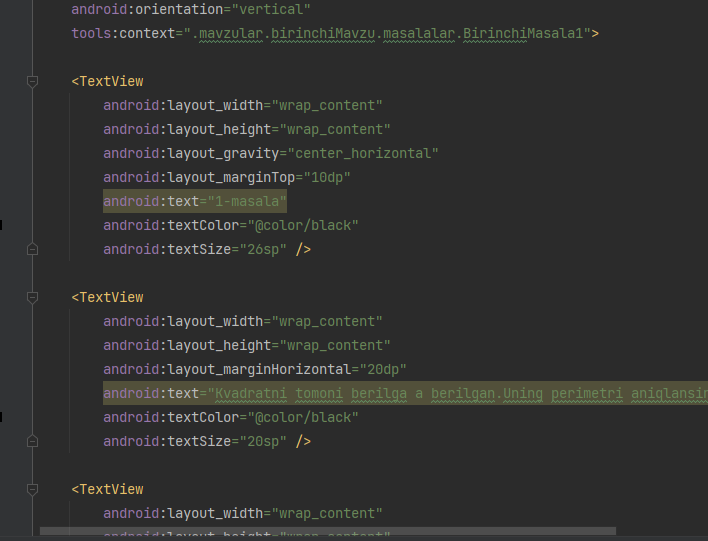 android:orientation="vertical"
tools:context=".mavzular.birinchiMavzu.masalalar.BirinchiMasala1">
<TextView
android:layout_width="wrap_content"
android:layout_height="wrap_content"
android:layout_gravity="center_horizontal"
android:layout_marginTop="10dp"
android:text="1-masala"
android:textColor="@color/black"
android:textSize="26sp" />
<TextView
android:layout_width="wrap_content"
android:layout_height="wrap_content"
android:layout_marginHorizontal="20dp"
android:text="Kvadratni tomoni berilga a berilgan.Uning perimetri aniqlansin
android:textColor="@color/black"
android:textSize="20sp" />
<TextView
android:layout_width="wrap_content"
android:layout_height="wrap_content"